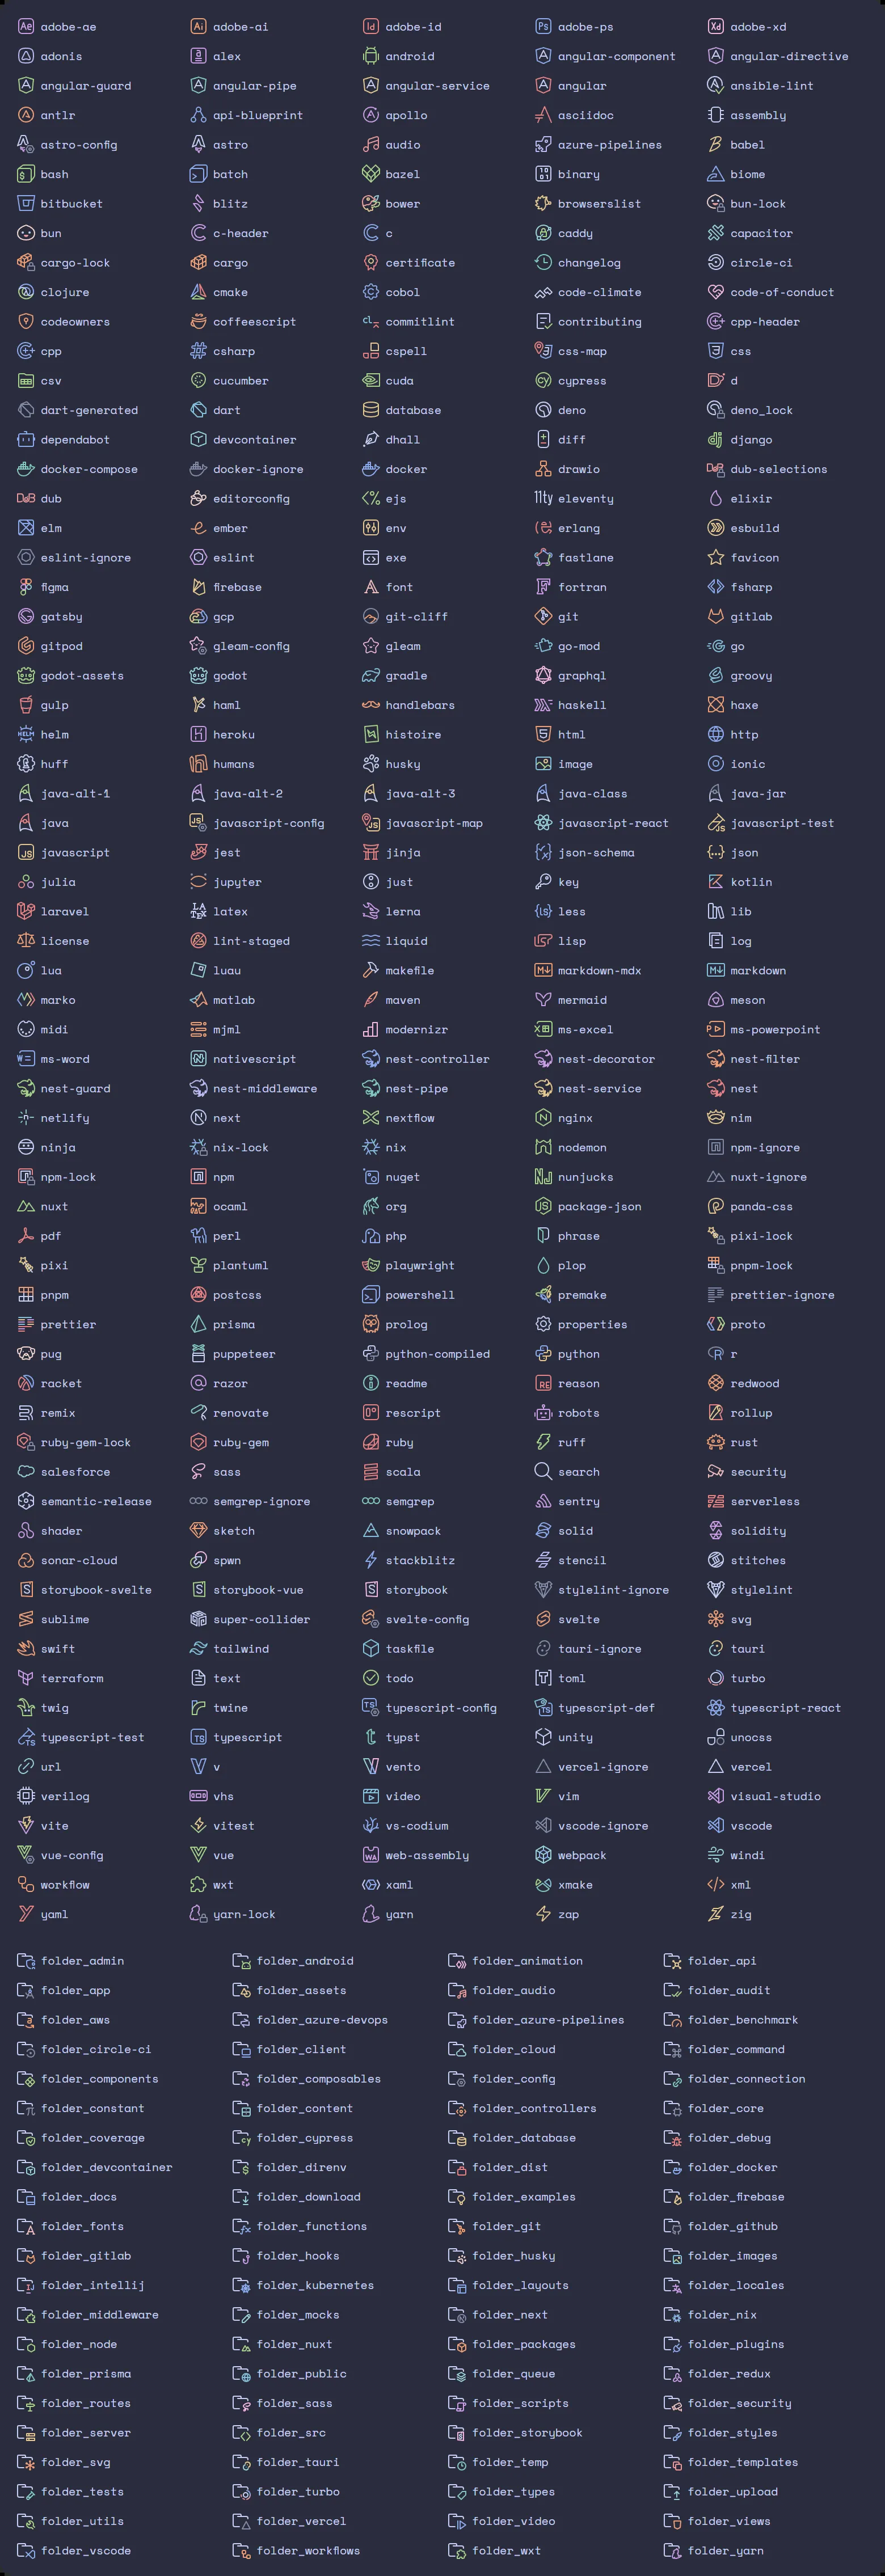 adobe-ae adobe-ai adobe-id adobe-ps adobe-xd
adonis alex android angular-component angular-directive
angular-guard angular-pipe angular-service angular ansible-lint
antlr api-blueprint apollo asciidoc assembly
astro-config astro audio azure-pipelines babel
bash batch bazel binary biome
bitbucket blitz bower browserslist bun-lock
bun c-header c caddy capacitor
cargo-lock cargo certificate changelog circle-ci
clojure cmake cobol code-climate code-of-conduct
codeowners coffeescript commitlint contributing cpp-header
cpp csharp cspell css-map css
csv cucumber cuda cypress d
dart-generated dart database deno deno_lock
dependabot devcontainer dhall diff django
docker-compose docker-ignore docker drawio dub-selections
dub editorconfig ejs eleventy elixir
elm ember env erlang esbuild
eslint-ignore eslint exe fastlane favicon
figma firebase font fortran fsharp
gatsby gcp git-cliff git gitlab
gitpod gleam-config gleam go-mod go
godot-assets godot gradle graphql groovy
gulp haml handlebars haskell haxe
helm heroku histoire html http
huff humans husky image ionic
java-alt-1 java-alt-2 java-alt-3 java-class java-jar
java javascript-config javascript-map javascript-react javascript-test
javascript jest jinja json-schema json
julia jupyter just key kotlin
laravel latex lerna less lib
license lint-staged liquid lisp log
lua luau makefile markdown-mdx markdown
marko matlab maven mermaid meson
midi mjml modernizr ms-excel ms-powerpoint
ms-word nativescript nest-controller nest-decorator nest-filter
nest-guard nest-middleware nest-pipe nest-service nest
netlify next nextflow nginx nim
ninja nix-lock nix nodemon npm-ignore
npm-lock npm nuget nunjucks nuxt-ignore
nuxt ocaml org package-json panda-css
pdf perl php phrase pixi-lock
pixi plantuml playwright plop pnpm-lock
pnpm postcss powershell premake prettier-ignore
prettier prisma prolog properties proto
pug puppeteer python-compiled python r
racket razor readme reason redwood
remix renovate rescript robots rollup
ruby-gem-lock ruby-gem ruby ruff rust
salesforce sass scala search security
semantic-release semgrep-ignore semgrep sentry serverless
shader sketch snowpack solid solidity
sonar-cloud spwn stackblitz stencil stitches
storybook-svelte storybook-vue storybook stylelint-ignore stylelint
sublime super-collider svelte-config svelte svg
swift tailwind taskfile tauri-ignore tauri
terraform text todo toml turbo
twig twine typescript-config typescript-def typescript-react
typescript-test typescript typst unity unocss
url v vento vercel-ignore vercel
verilog vhs video vim visual-studio
vite vitest vs-codium vscode-ignore vscode
vue-config vue web-assembly webpack windi
workflow wxt xaml xmake xml
yaml yarn-lock yarn zap zig
folder_admin folder_android folder_animation folder_api
folder_app folder_assets folder_audio folder_audit
folder_aws folder_azure-devops folder_azure-pipelines folder_benchmark
folder_circle-ci folder_client folder_cloud folder_command
folder_components folder_composables folder_config folder_connection
folder_constant folder_content folder_controllers folder_core
folder_coverage folder_cypress folder_database folder_debug
folder_devcontainer folder_direnv folder_dist folder_docker
folder_docs folder_download folder_examples folder_firebase
folder_fonts folder_functions folder_git folder_github
folder_gitlab folder_hooks folder_husky folder_images
folder_intellij folder_kubernetes folder_layouts folder_locales
folder_middleware folder_mocks folder_next folder_nix
folder_node folder_nuxt folder_packages folder_plugins
folder_prisma folder_public folder_queue folder_redux
folder_routes folder_sass folder_scripts folder_security
folder_server folder_src folder_storybook folder_styles
folder_svg folder_tauri folder_temp folder_templates
folder_tests folder_turbo folder_types folder_upload
folder_utils folder_vercel folder_video folder_views
folder_vscode folder_workflows folder_wxt folder_yarn